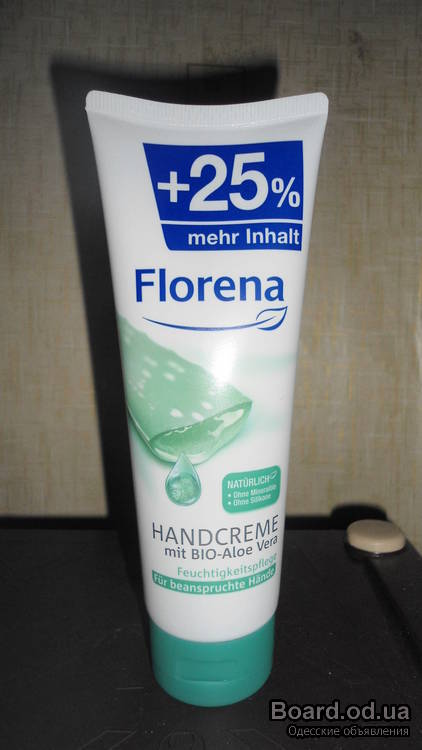 +25%
mehr Inhalt
Florena
NATÜRLICH
• Ohne Mineralöle
• Ohne Silikone
HANDCREME
mit BIO-Aloe Vera
Feuchtigkeitspflege
Für beanspruchte Hände
Board.od.ua
Одесские объявления